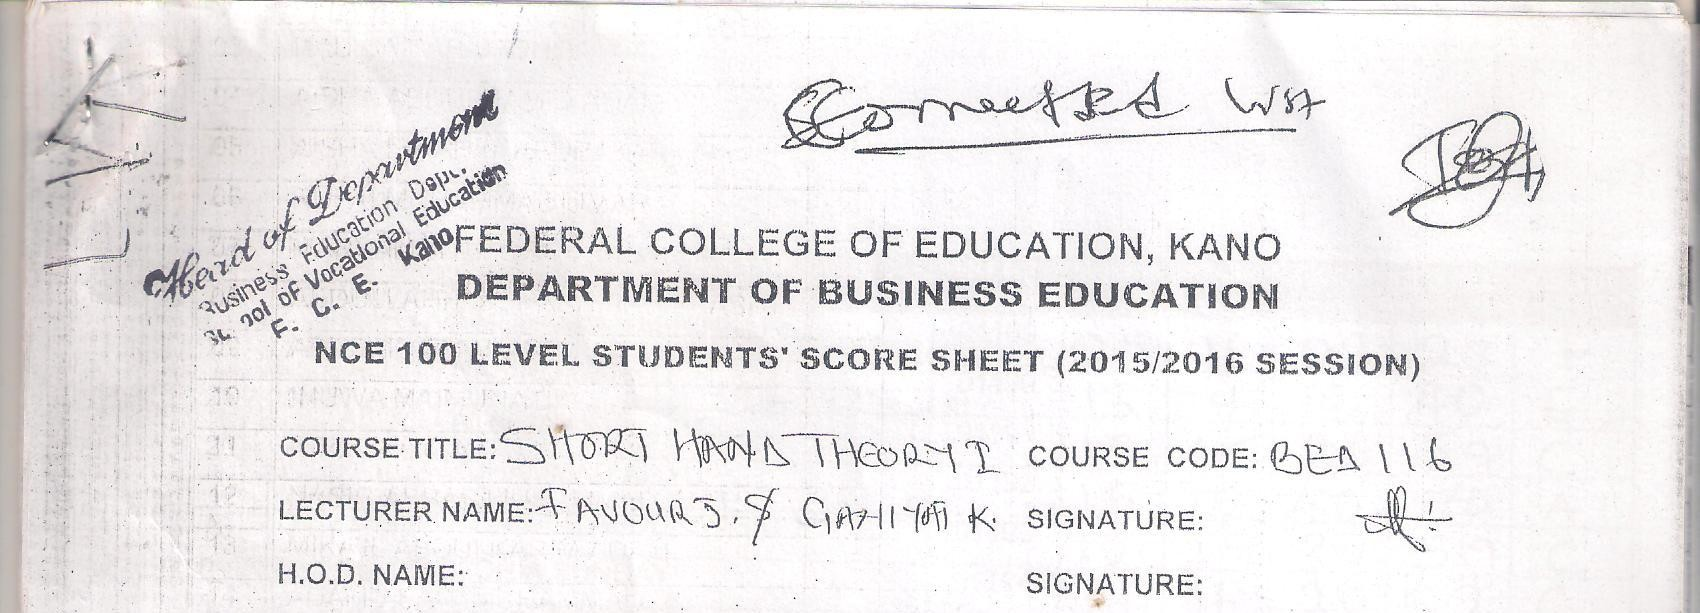 Corrected
Head of Department
Business Education Dept.
School of Vocational Education
F. C. E. Kano
FEDERAL COLLEGE OF EDUCATION, KANO
DEPARTMENT OF BUSINESS EDUCATION
NCE 100 LEVEL STUDENTS' SCORE SHEET (2015/2016 SESSION)
COURSE TITLE: SHORT HAND THEORY I COURSE CODE: BED 116
LECTURER NAME: FAVOUR J. & K. SIGNATURE:
H.O.D. NAME: SIGNATURE: